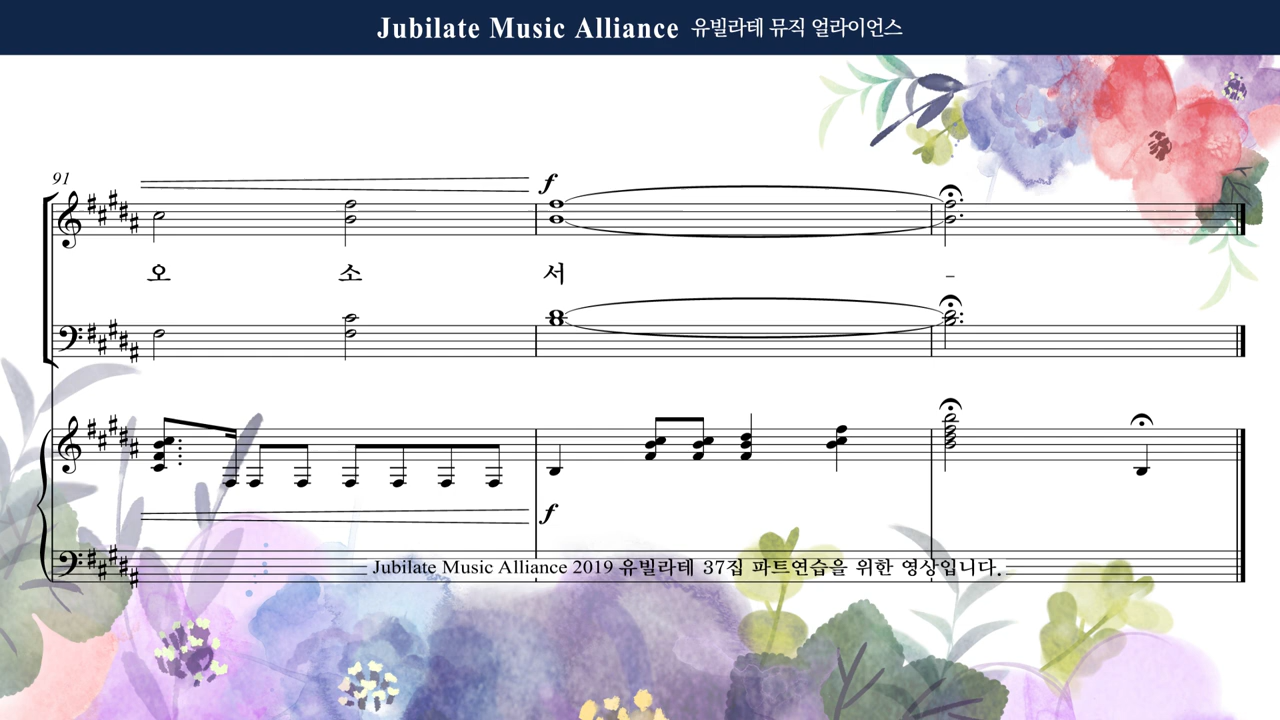 Jubilate Music Alliance 유빌라테 뮤직 얼라이언스
91
f
오 소 서 -
f
Jubilate Music Alliance 2019 유빌라테 37집 파트연습을 위한 영상입니다.